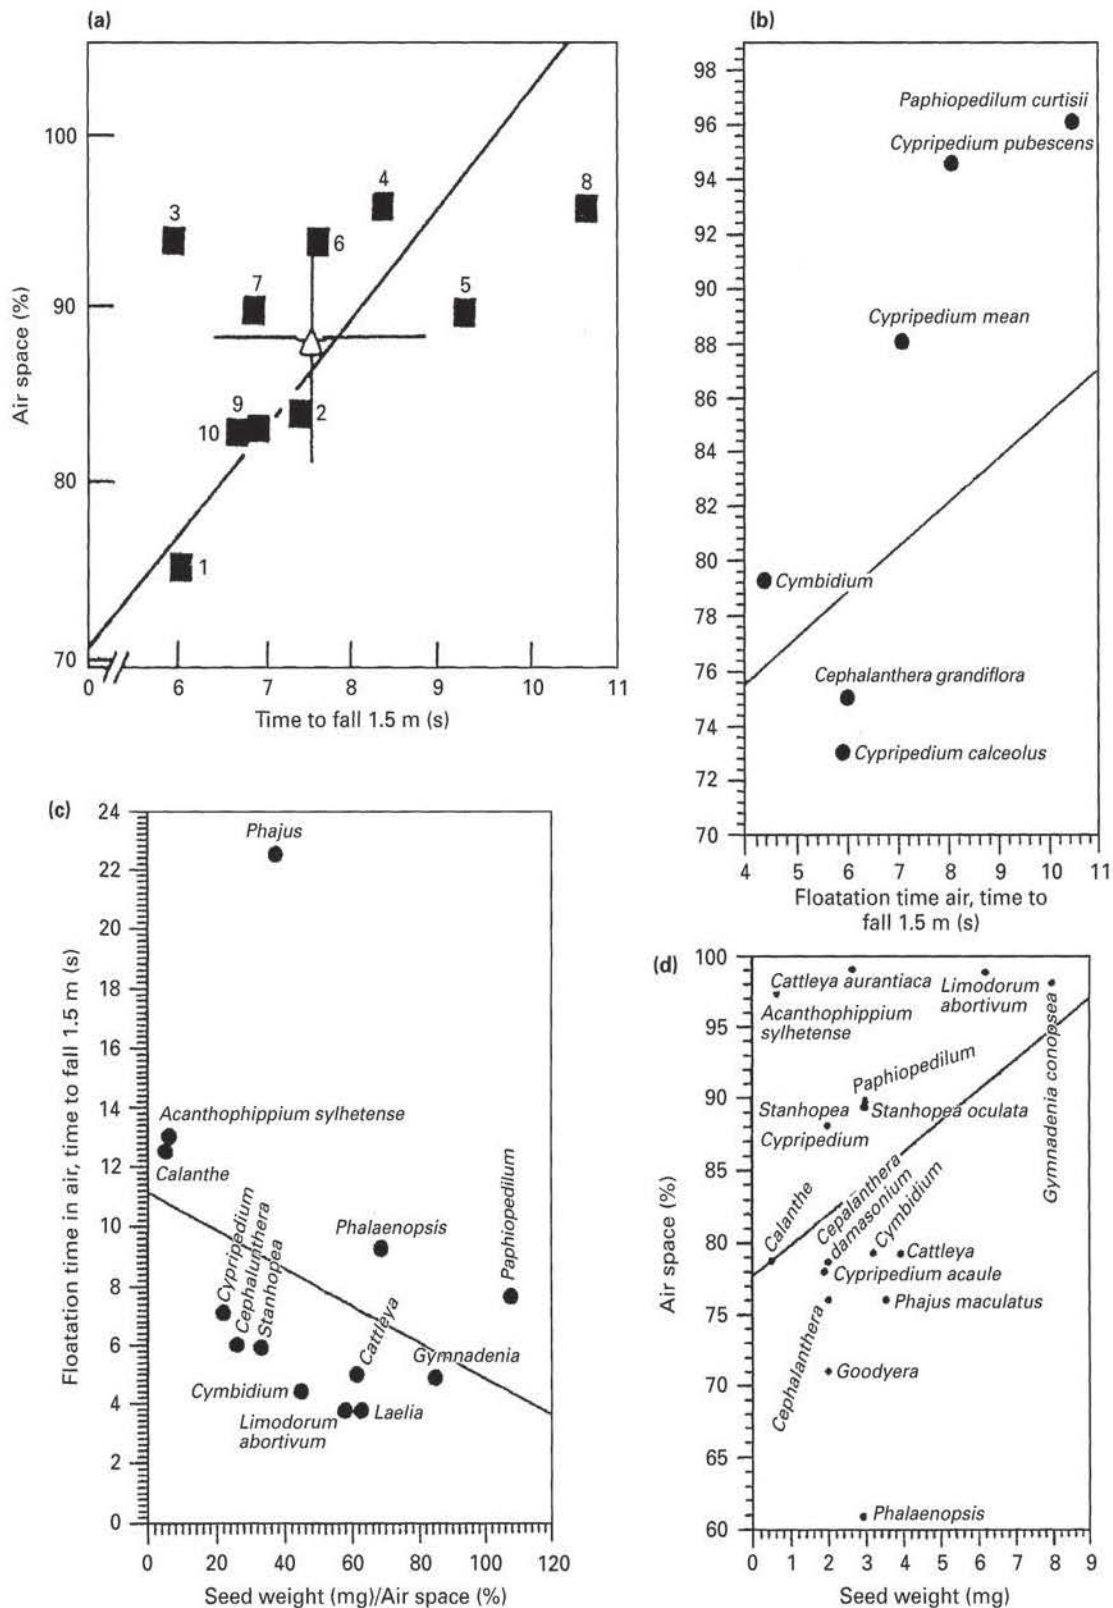 (a)
Air space (%)
100
90
80
70
3
4
8
6
7
5
9
10
2
1
0 6 7 8 9 10 11
Time to fall 1.5 m (s)
(b)
98
96
94
92
90
88
86
84
82
80
78
76
74
72
70
Paphiopedilum curtisii
Cypripedium pubescens
Cypripedium mean
Cymbidium
Cephalanthera grandiflora
Cypripedium calceolus
4 5 6 7 8 9 10 11
Floatation time air, time to
fall 1.5 m (s)
(c)
Floatation time in air, time to fall 1.5 m (s)
24
22
20
18
16
14
12
10
8
6
4
2
0
Phajus
Acanthophippium sylhetense
Calanthe
Cypripedium
Cephalunthera
Stanhopea
Phalaenopsis
Paphiopedilum
Cattleya
Gymnadenia
Cymbidium
Limodorum
abortivum
Laelia
0 20 40 60 80 100 120
Seed weight (mg)/Air space (%)
(d)
Air space (%)
100
95
90
85
80
75
70
65
60
Cattleya aurantiaca
Limodorum
abortivum
Acanthophippium
sylhetense
Gymnadenia conopsea
Paphiopedilum
Stanhopea
Stanhopea oculata
Cypripedium
Calanthe
Cepalanthera
damasonium
Cymbidium
Cattleya
Cypripedium acaule
Phajus maculatus
Cephalanthera
Goodyera
Phalaenopsis
0 1 2 3 4 5 6 7 8 9
Seed weight (mg)